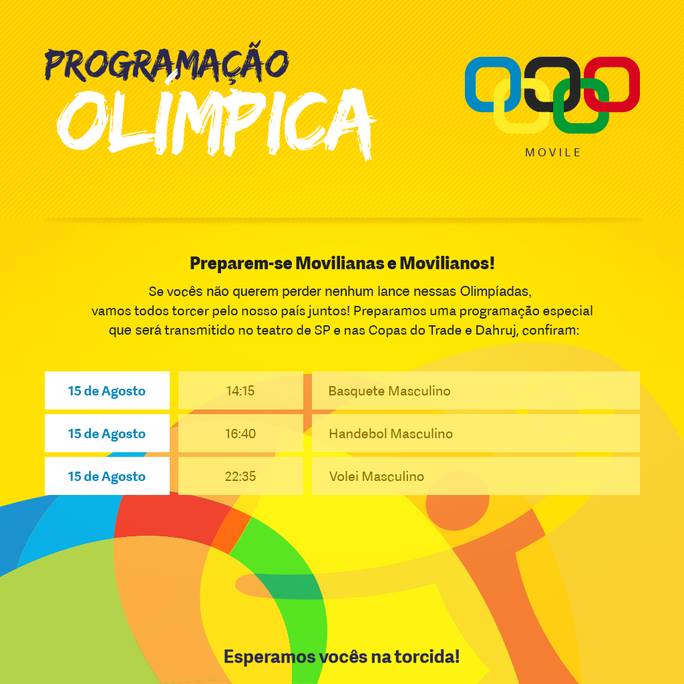 PROGRAMAÇÃO
OLÍMPICA
MOVILE
Preparem-se Movilianas e Movilianos!
Se vocês não querem perder nenhum lance nessas Olimpíadas,
vamos todos torcer pelo nosso país juntos! Preparamos uma programação especial
que será transmitido no teatro de SP e nas Copas do Trade e Dahruj, confiram:
15 de Agosto 14:15 Basquete Masculino
15 de Agosto 16:40 Handebol Masculino
15 de Agosto 22:35 Volei Masculino
Esperamos vocês na torcida!